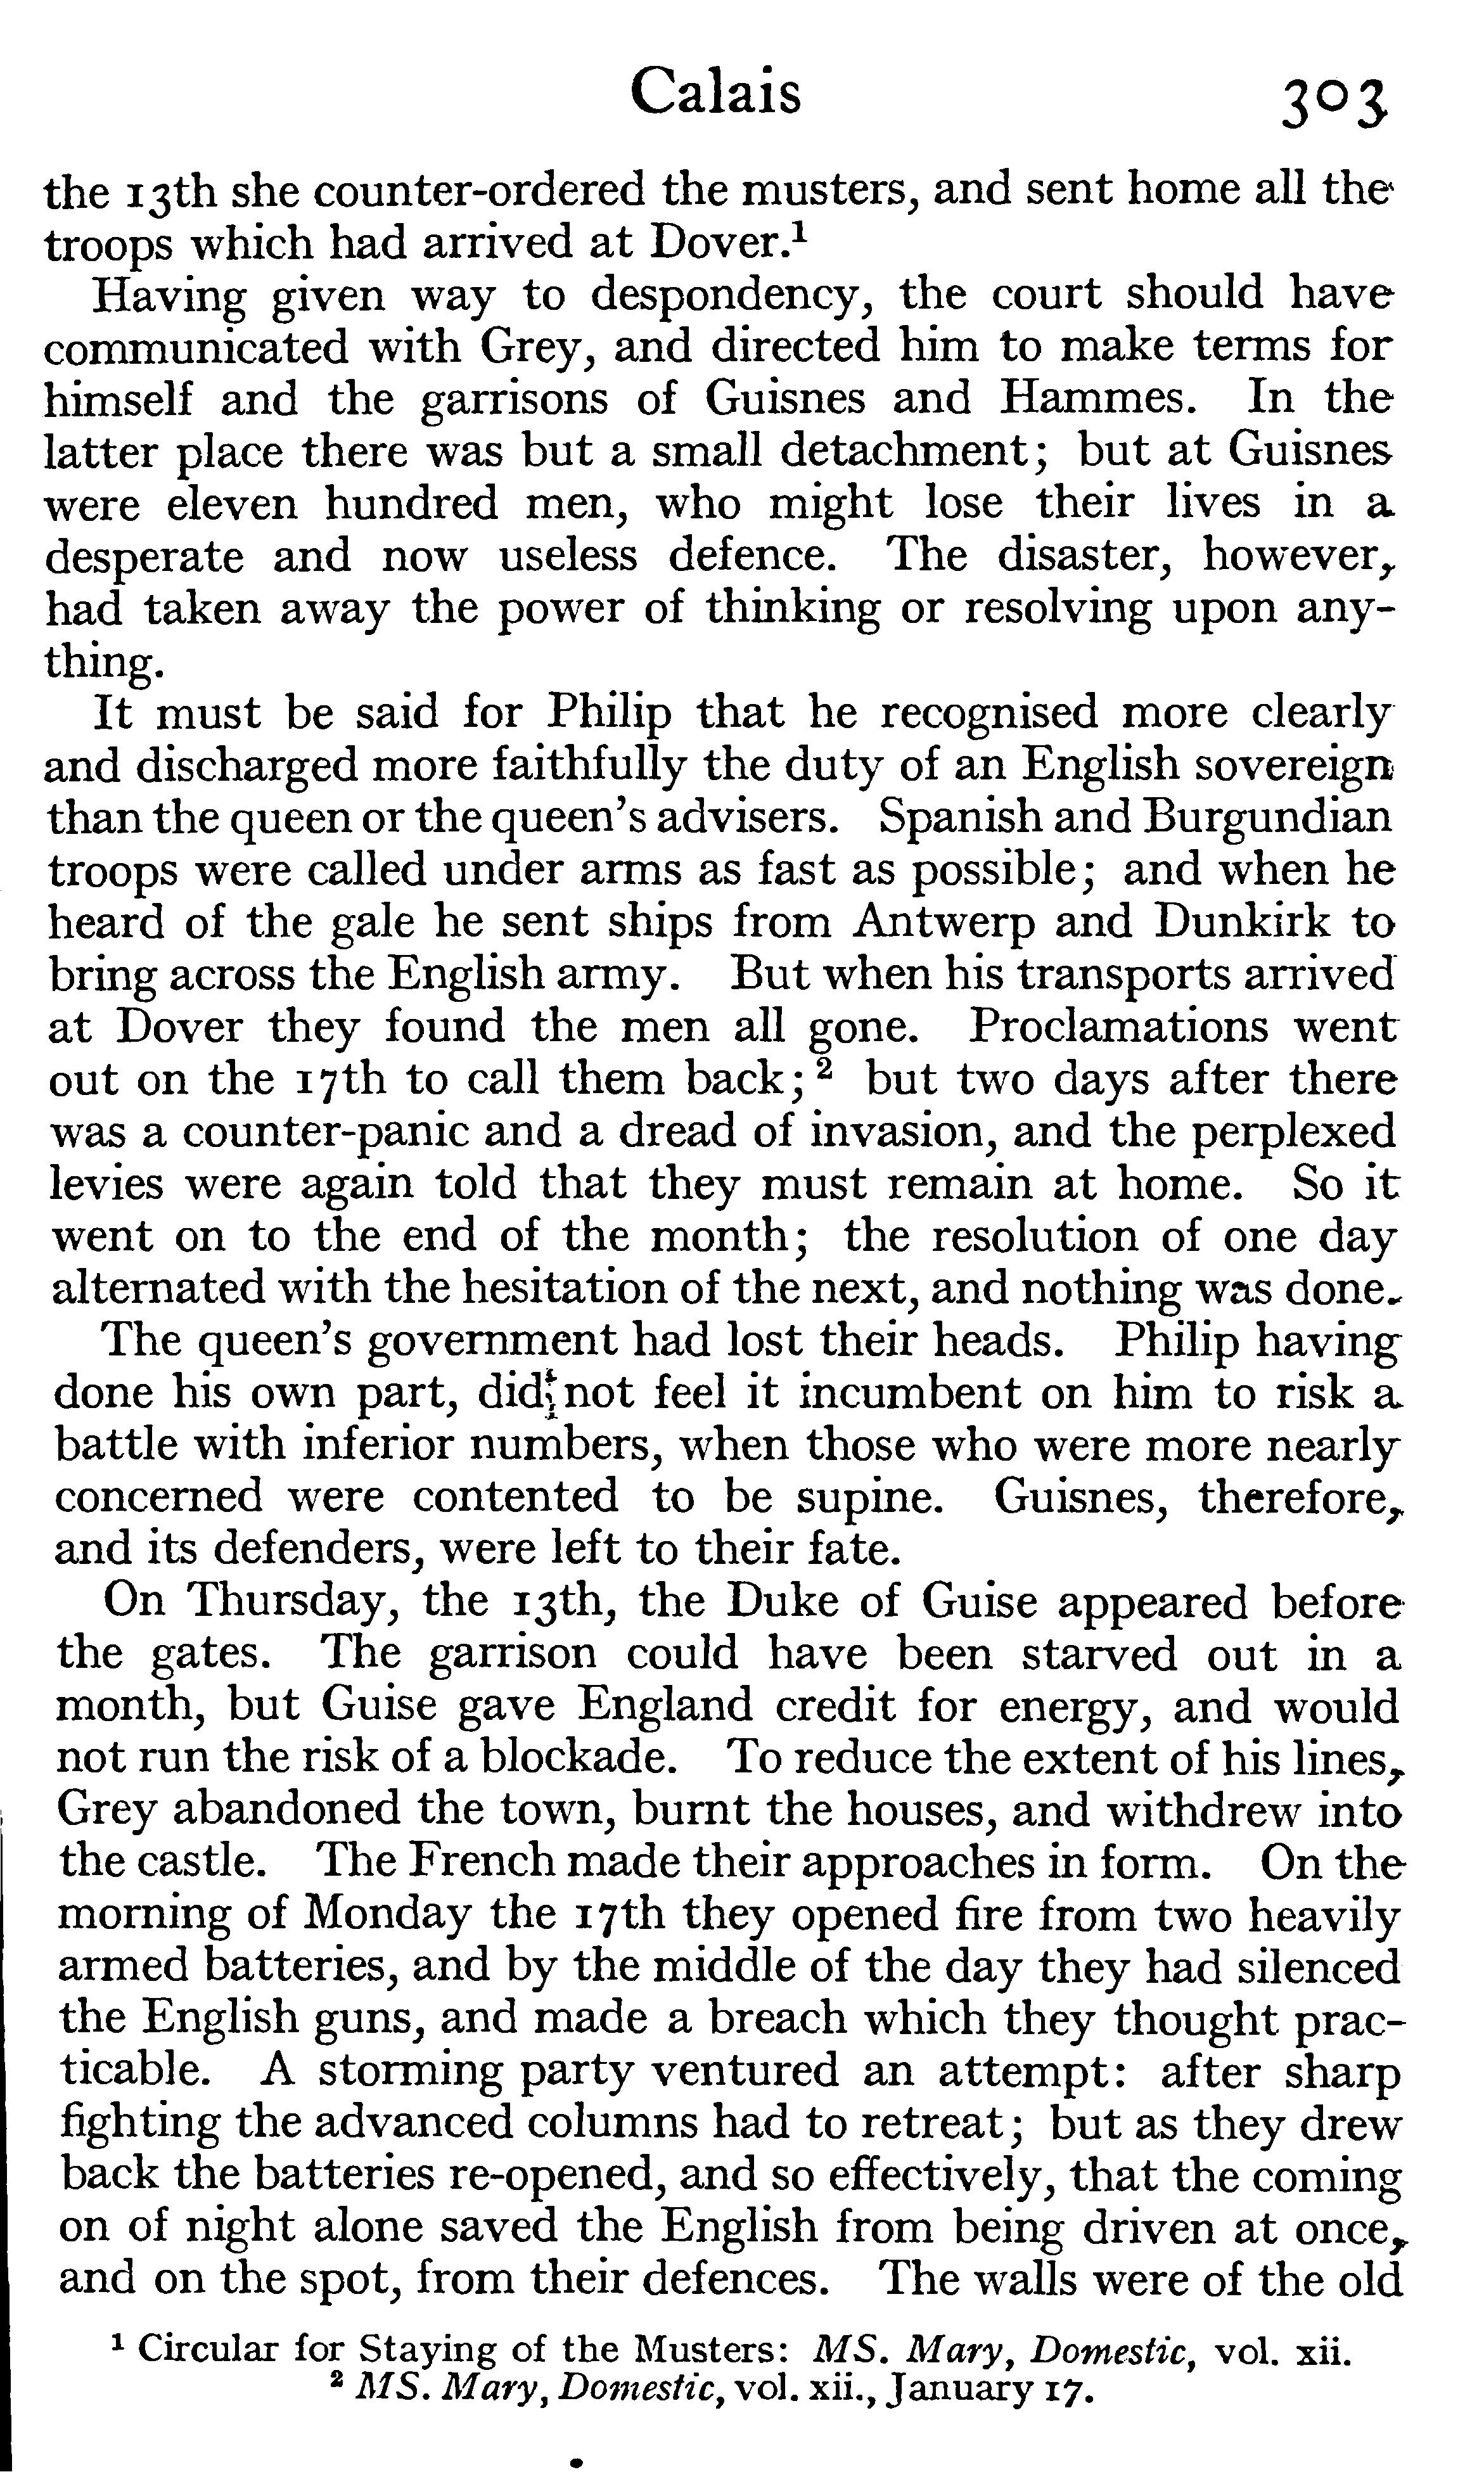 Calais 303
the 13th she counter-ordered the musters, and sent home all the
troops which had arrived at Dover.¹
Having given way to despondency, the court should have
communicated with Grey, and directed him to make terms for
himself and the garrisons of Guisnes and Hammes. In the
latter place there was but a small detachment; but at Guisnes
were eleven hundred men, who might lose their lives in a
desperate and now useless defence. The disaster, however,
had taken away the power of thinking or resolving upon any-
thing.
It must be said for Philip that he recognised more clearly
and discharged more faithfully the duty of an English sovereign
than the queen or the queen's advisers. Spanish and Burgundian
troops were called under arms as fast as possible; and when he
heard of the gale he sent ships from Antwerp and Dunkirk to
bring across the English army. But when his transports arrived
at Dover they found the men all gone. Proclamations went
out on the 17th to call them back;² but two days after there
was a counter-panic and a dread of invasion, and the perplexed
levies were again told that they must remain at home. So it
went on to the end of the month; the resolution of one day
alternated with the hesitation of the next, and nothing was done.
The queen's government had lost their heads. Philip having
done his own part, did not feel it incumbent on him to risk a
battle with inferior numbers, when those who were more nearly
concerned were contented to be supine. Guisnes, therefore,
and its defenders, were left to their fate.
On Thursday, the 13th, the Duke of Guise appeared before
the gates. The garrison could have been starved out in a
month, but Guise gave England credit for energy, and would
not run the risk of a blockade. To reduce the extent of his lines,
Grey abandoned the town, burnt the houses, and withdrew into
the castle. The French made their approaches in form. On the
morning of Monday the 17th they opened fire from two heavily
armed batteries, and by the middle of the day they had silenced
the English guns, and made a breach which they thought prac-
ticable. A storming party ventured an attempt: after sharp
fighting the advanced columns had to retreat; but as they drew
back the batteries re-opened, and so effectively, that the coming
on of night alone saved the English from being driven at once,
and on the spot, from their defences. The walls were of the old
¹ Circular for Staying of the Musters: MS. Mary, Domestic, vol. xii.
² MS. Mary, Domestic, vol. xii., January 17.